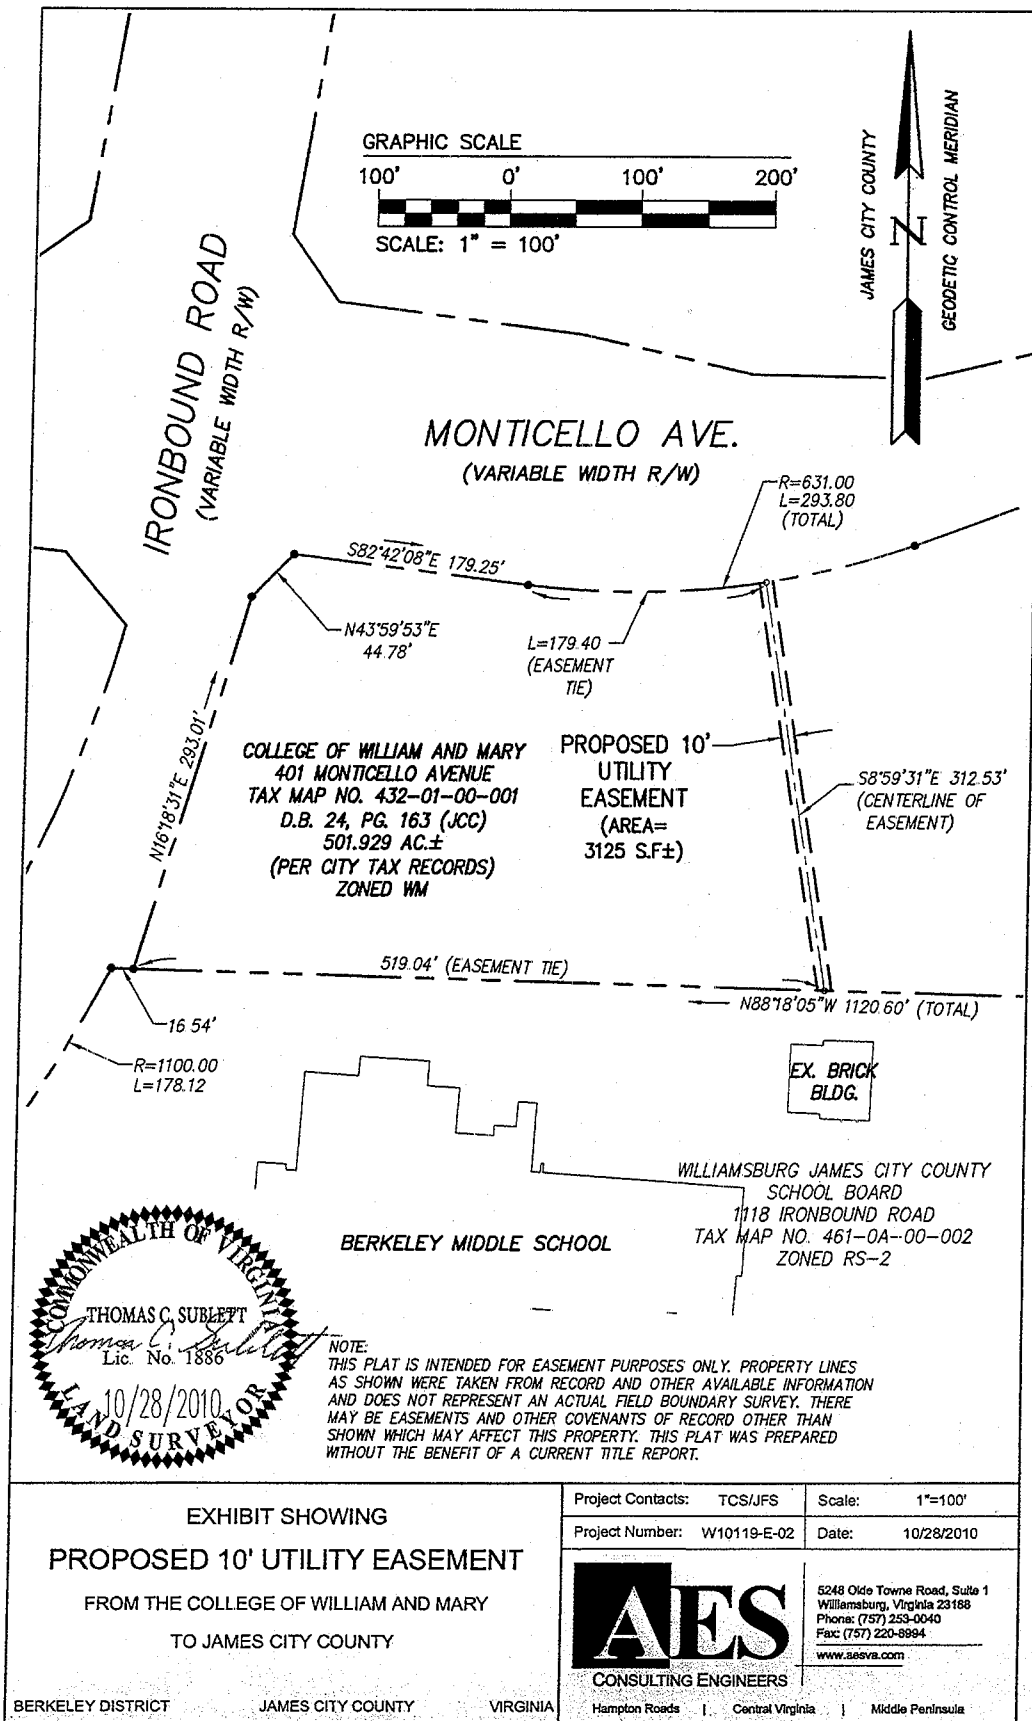 GRAPHIC SCALE
100' 0' 100' 200'
SCALE: 1" = 100'
JAMES CITY COUNTY
N
GEODETIC CONTROL MERIDIAN
IRONBOUND ROAD
(VARIABLE WIDTH R/W)
MONTICELLO AVE.
(VARIABLE WIDTH R/W)
R=631.00
L=293.80
(TOTAL)
S82°42'08"E 179.25'
N43°59'53"E
44.78'
L=179.40
(EASEMENT
TIE)
N16°18'31"E 293.01'
COLLEGE OF WILLIAM AND MARY
401 MONTICELLO AVENUE
TAX MAP NO. 432-01-00-001
D.B. 24, PG. 163 (JCC)
501.929 AC.±
(PER CITY TAX RECORDS)
ZONED WM
PROPOSED 10'
UTILITY
EASEMENT
(AREA=
3125 S.F±)
S8°59'31"E 312.53'
(CENTERLINE OF
EASEMENT)
519.04' (EASEMENT TIE)
N88°18'05"W 1120.60' (TOTAL)
16.54'
R=1100.00
L=178.12
EX. BRICK
BLDG.
WILLIAMSBURG JAMES CITY COUNTY
SCHOOL BOARD
1118 IRONBOUND ROAD
TAX MAP NO. 461-0A-00-002
ZONED RS-2
BERKELEY MIDDLE SCHOOL
COMMONWEALTH OF VIRGINIA
THOMAS C. SUBLETT
Thomas C. Sublett
Lic. No. 1886
10/28/2010
LAND SURVEYOR
NOTE:
THIS PLAT IS INTENDED FOR EASEMENT PURPOSES ONLY. PROPERTY LINES
AS SHOWN WERE TAKEN FROM RECORD AND OTHER AVAILABLE INFORMATION
AND DOES NOT REPRESENT AN ACTUAL FIELD BOUNDARY SURVEY. THERE
MAY BE EASEMENTS AND OTHER COVENANTS OF RECORD OTHER THAN
SHOWN WHICH MAY AFFECT THIS PROPERTY. THIS PLAT WAS PREPARED
WITHOUT THE BENEFIT OF A CURRENT TITLE REPORT.
EXHIBIT SHOWING
PROPOSED 10' UTILITY EASEMENT
FROM THE COLLEGE OF WILLIAM AND MARY
TO JAMES CITY COUNTY
BERKELEY DISTRICT JAMES CITY COUNTY VIRGINIA
Project Contacts: TCS/JFS Scale: 1"=100'
Project Number: W10119-E-02 Date: 10/28/2010
AES
CONSULTING ENGINEERS
5248 Olde Towne Road, Suite 1
Williamsburg, Virginia 23188
Phone: (757) 253-0040
Fax: (757) 220-8994
www.aesva.com
Hampton Roads | Central Virginia | Middle Peninsula